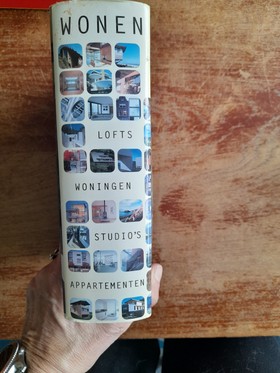 WONEN
LOFTS
WONINGEN
STUDIO'S
APPARTEMENTEN